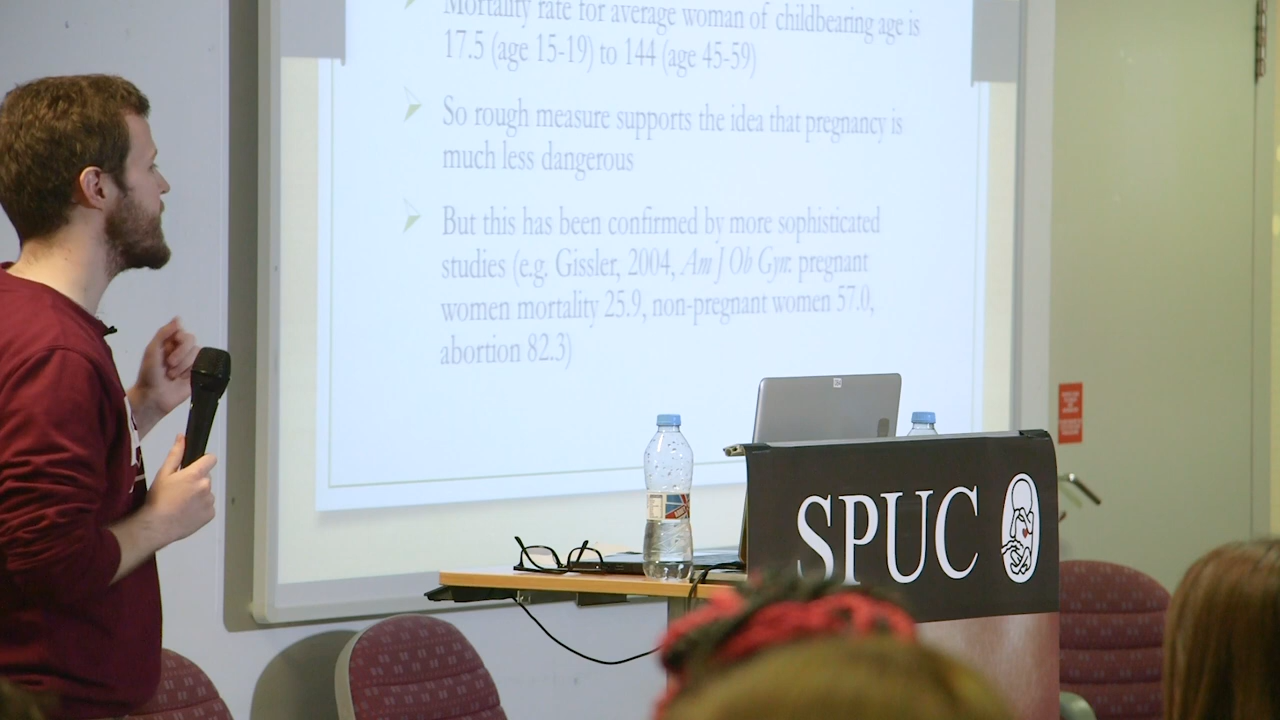 Mortality rate for average woman of childbearing age is
17.5 (age 15-19) to 144 (age 45-59)
So rough measure supports the idea that pregnancy is
much less dangerous
But this has been confirmed by more sophisticated
studies (e.g. Gissler, 2004, Am J Ob Gyn: pregnant
women mortality 25.9, non-pregnant women 57.0,
abortion 82.3)
SPUC